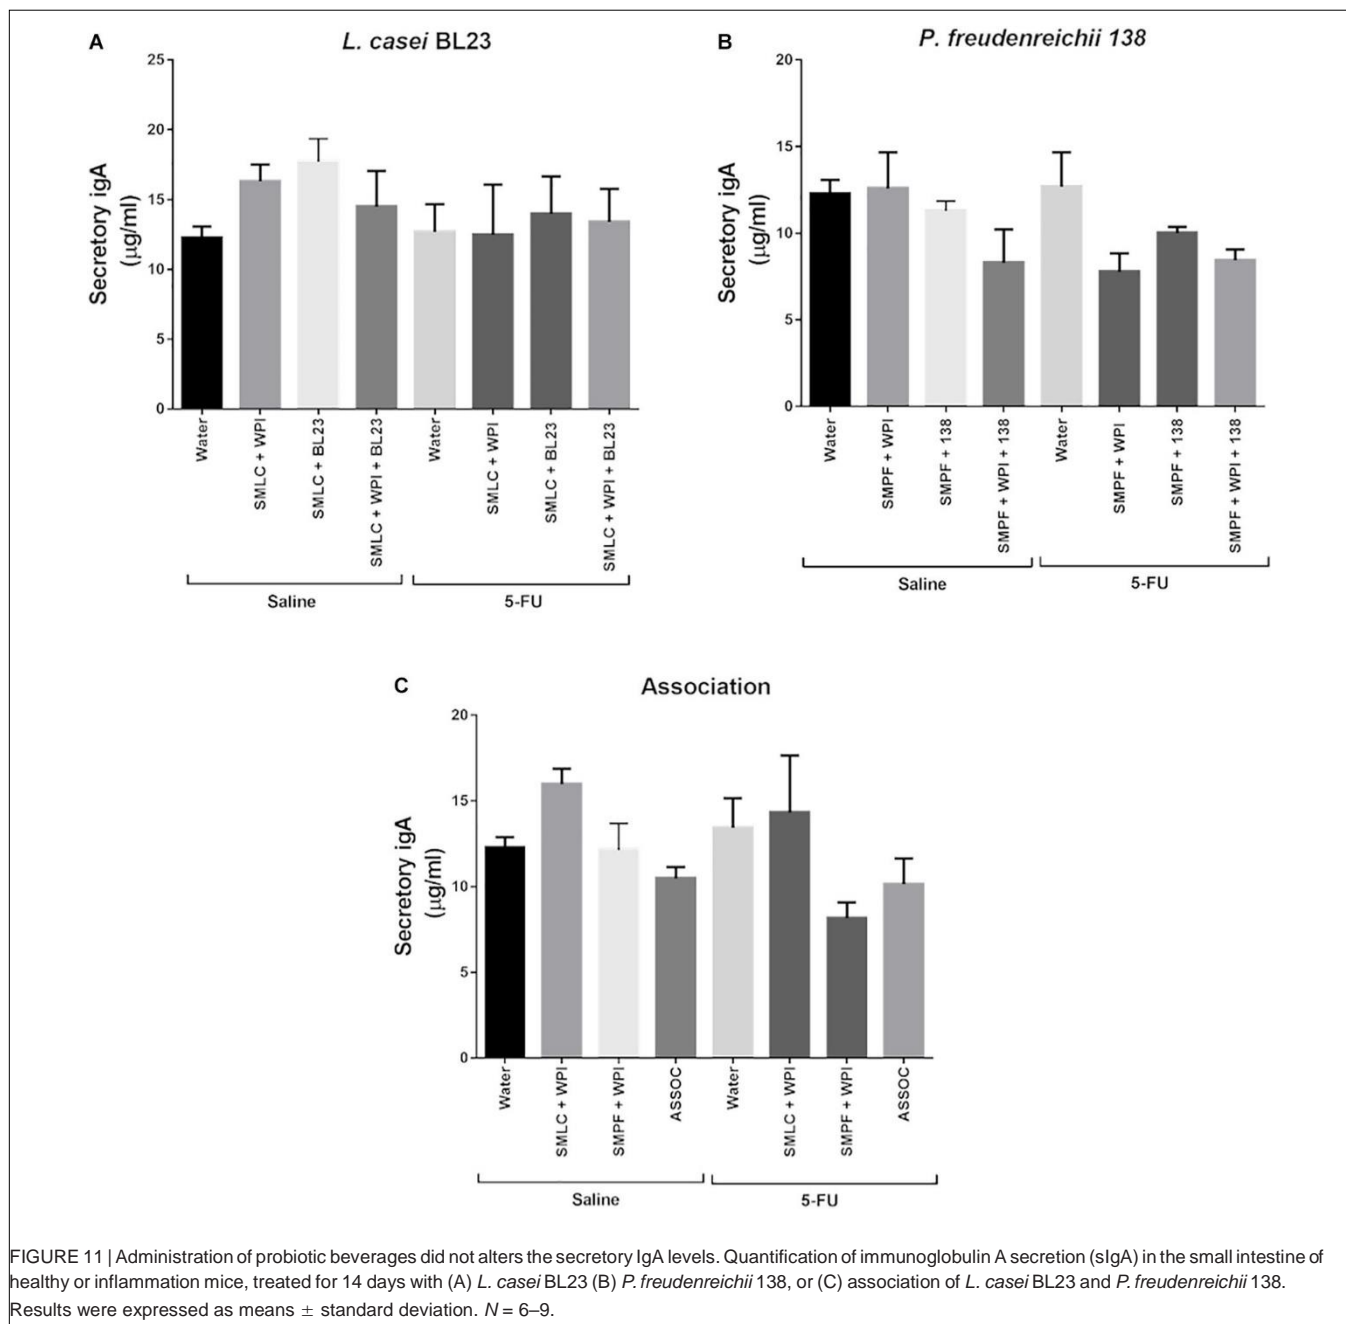 A
L. casei BL23
25
20
15
10
5
0
Secretory igA
(µg/ml)
Water
SMLC + WPI
SMLC + BL23
SMLC + WPI + BL23
Water
SMLC + WPI
SMLC + BL23
SMLC + WPI + BL23
Saline
5-FU
B
P. freudenreichii 138
20
15
10
5
0
Secretory igA
(µg/ml)
Water
SMPF + WPI
SMPF + 138
SMPF + WPI + 138
Water
SMPF + WPI
SMPF + 138
SMPF + WPI + 138
Saline
5-FU
C
Association
20
15
10
5
0
Secretory igA
(µg/ml)
Water
SMLC + WPI
SMPF + WPI
ASSOC
Water
SMLC + WPI
SMPF + WPI
ASSOC
Saline
5-FU
FIGURE 11 | Administration of probiotic beverages did not alters the secretory IgA levels. Quantification of immunoglobulin A secretion (sIgA) in the small intestine of
healthy or inflammation mice, treated for 14 days with (A) L. casei BL23 (B) P. freudenreichii 138, or (C) association of L. casei BL23 and P. freudenreichii 138.
Results were expressed as means ± standard deviation. N = 6–9.